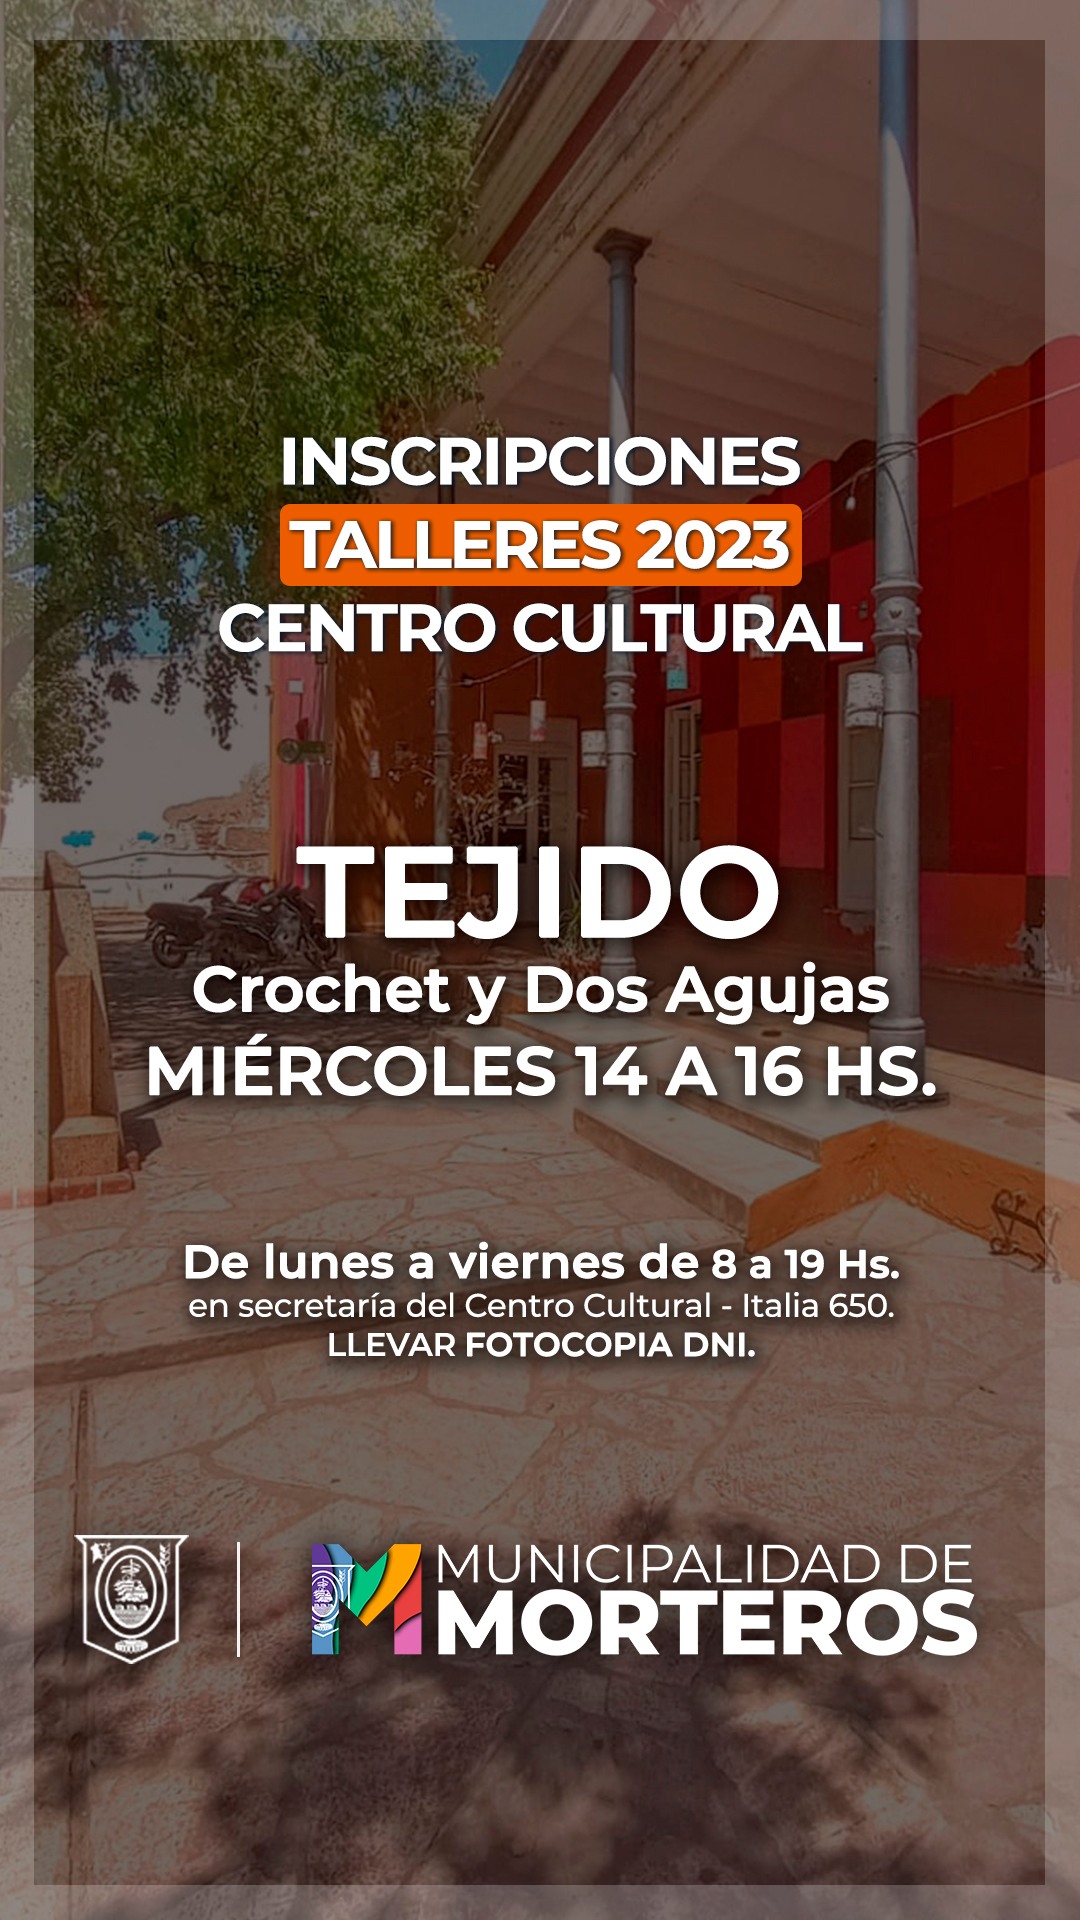 INSCRIPCIONES
TALLERES 2023
CENTRO CULTURAL
TEJIDO
Crochet y Dos Agujas
MIÉRCOLES 14 A 16 HS.
De lunes a viernes de 8 a 19 Hs.
en secretaría del Centro Cultural - Italia 650.
LLEVAR FOTOCOPIA DNI.
MUNICIPALIDAD DE
MORTEROS